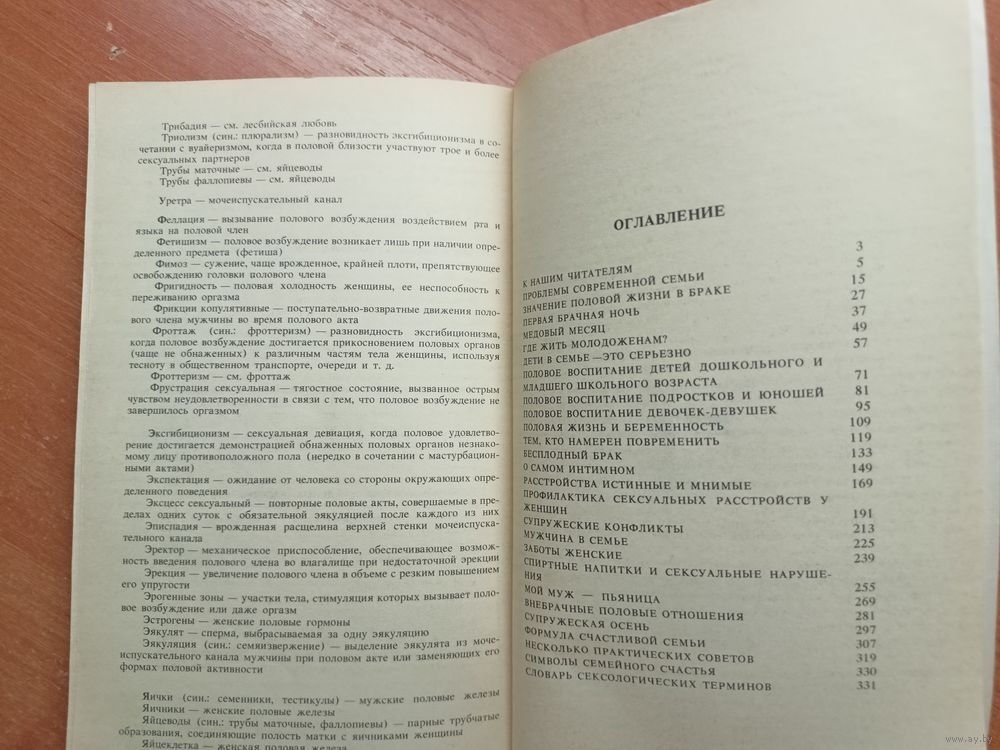 Трибадия — см. лесбийская любовь
Триолизм (син.: плюрализм) — разновидность эксгибиционизма в со-
четании с вуайеризмом, когда в половой близости участвуют трое и более
сексуальных партнеров
Трубы маточные — см. яйцеводы
Трубы фаллопиевы — см. яйцеводы
Уретра — мочеиспускательный канал
Фелляция — вызывание полового возбуждения воздействием рта и
языка на половой член
Фетишизм — половое возбуждение возникает лишь при наличии опре-
деленного предмета (фетиша)
Фимоз — сужение, чаще врожденное, крайней плоти, препятствующее
освобождению головки полового члена
Фригидность — половая холодность женщины, ее неспособность к
переживанию оргазма
Фрикции копулятивные — поступательно-возвратные движения поло-
вого члена мужчины во время полового акта
Фроттаж (син.: фроттеризм) — разновидность эксгибиционизма,
когда половое возбуждение достигается прикосновением половых органов
(чаще не обнаженных) к различным частям тела женщины, используя
тесноту в общественном транспорте, очереди и т. д.
Фроттеризм — см. фроттаж
Фрустрация сексуальная — тягостное состояние, вызванное острым
чувством неудовлетворенности в связи с тем, что половое возбуждение не
завершилось оргазмом
Эксгибиционизм — сексуальная девиация, когда половое удовлетво-
рение достигается демонстрацией обнаженных половых органов незнако-
мому лицу противоположного пола (нередко в сочетании с мастурбацион-
ными актами)
Экспектация — ожидание от человека со стороны окружающих опре-
деленного поведения
Эксцесс сексуальный — повторные половые акты, совершаемые в пре-
делах одних суток с обязательной эякуляцией после каждого из них
Эписпадия — врожденная расщелина верхней стенки мочеиспуска-
тельного канала
Эректор — механическое приспособление, обеспечивающее возмож-
ность введения полового члена во влагалище при недостаточной эрекции
Эрекция — увеличение полового члена в объеме с резким повышением
его упругости
Эрогенные зоны — участки тела, стимуляция которых вызывает поло-
вое возбуждение или даже оргазм
Эстрогены — женские половые гормоны
Эякулят — сперма, выбрасываемая за одну эякуляцию
Эякуляция (син.: семяизвержение) — выделение эякулята из моче-
испускательного канала мужчины при половом акте или заменяющих его
формах половой активности
Яички (син.: семенники, тестикулы) — мужские половые железы
Яичники — женские половые железы
Яйцеводы (син.: трубы маточные, фаллопиевы) — парные трубчатые
образования, соединяющие полость матки с яичниками женщины
Яйцеклетка — женская половая железа
ОГЛАВЛЕНИЕ
К НАШИМ ЧИТАТЕЛЯМ 3
ПРОБЛЕМЫ СОВРЕМЕННОЙ СЕМЬИ 5
ЗНАЧЕНИЕ ПОЛОВОЙ ЖИЗНИ В БРАКЕ 15
ПЕРВАЯ БРАЧНАЯ НОЧЬ 27
МЕДОВЫЙ МЕСЯЦ 37
ГДЕ ЖИТЬ МОЛОДОЖЕНАМ? 49
ДЕТИ В СЕМЬЕ — ЭТО СЕРЬЕЗНО 57
ПОЛОВОЕ ВОСПИТАНИЕ ДЕТЕЙ ДОШКОЛЬНОГО И
МЛАДШЕГО ШКОЛЬНОГО ВОЗРАСТА 71
ПОЛОВОЕ ВОСПИТАНИЕ ПОДРОСТКОВ И ЮНОШЕЙ 81
ПОЛОВОЕ ВОСПИТАНИЕ ДЕВОЧЕК-ДЕВУШЕК 95
ПОЛОВАЯ ЖИЗНЬ И БЕРЕМЕННОСТЬ 109
ТЕМ, КТО НАМЕРЕН ПОВРЕМЕНИТЬ 119
БЕСПЛОДНЫЙ БРАК 133
О САМОМ ИНТИМНОМ 149
РАССТРОЙСТВА ИСТИННЫЕ И МНИМЫЕ 169
ПРОФИЛАКТИКА СЕКСУАЛЬНЫХ РАССТРОЙСТВ У
ЖЕНЩИН 191
СУПРУЖЕСКИЕ КОНФЛИКТЫ 213
МУЖЧИНА В СЕМЬЕ 225
ЗАБОТЫ ЖЕНСКИЕ 239
СПИРТНЫЕ НАПИТКИ И СЕКСУАЛЬНЫЕ НАРУШЕ-
НИЯ 255
МОЙ МУЖ — ПЬЯНИЦА 269
ВНЕБРАЧНЫЕ ПОЛОВЫЕ ОТНОШЕНИЯ 281
СУПРУЖЕСКАЯ ОСЕНЬ 297
ФОРМУЛА СЧАСТЛИВОЙ СЕМЬИ 307
НЕСКОЛЬКО ПРАКТИЧЕСКИХ СОВЕТОВ 319
СИМВОЛЫ СЕМЕЙНОГО СЧАСТЬЯ 330
СЛОВАРЬ СЕКСОЛОГИЧЕСКИХ ТЕРМИНОВ 331
www.ay.by